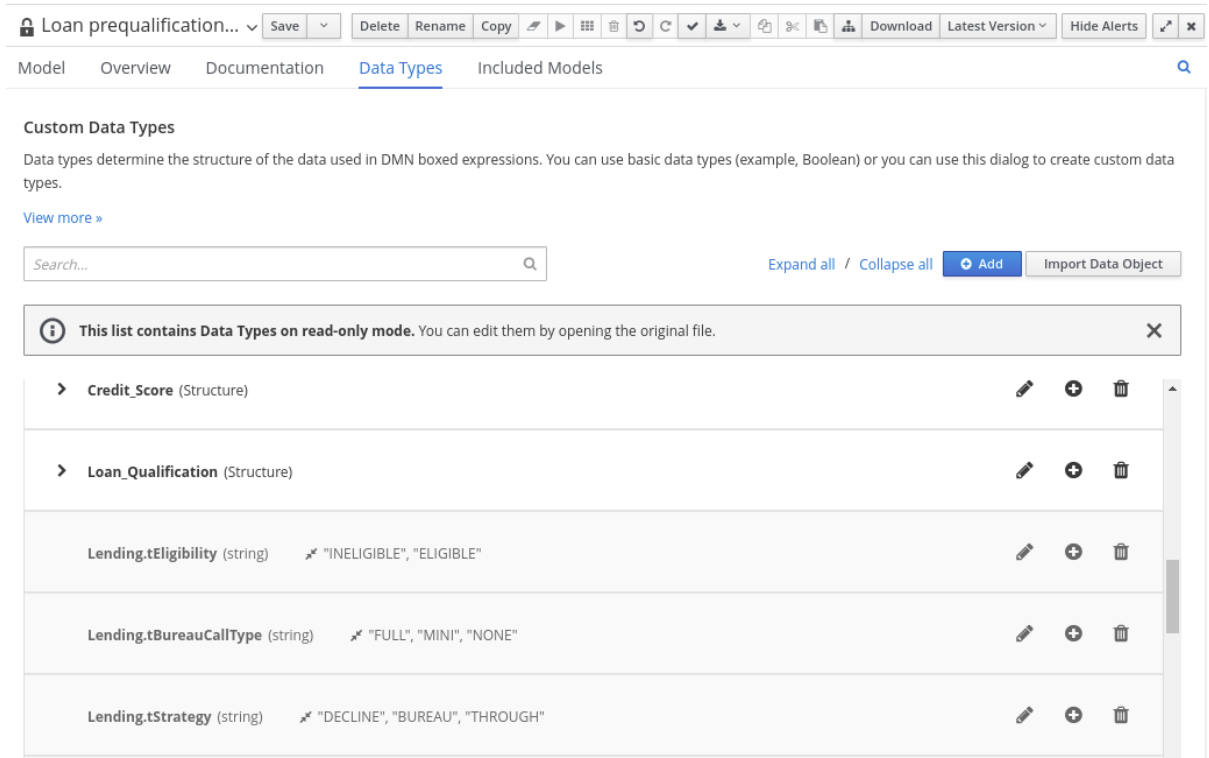 Loan prequalification... Save Delete Rename Copy Download Latest Version Hide Alerts
Model Overview Documentation Data Types Included Models
Custom Data Types
Data types determine the structure of the data used in DMN boxed expressions. You can use basic data types (example, Boolean) or you can use this dialog to create custom data
types.
View more »
Search... Expand all / Collapse all Add Import Data Object
This list contains Data Types on read-only mode. You can edit them by opening the original file.
Credit_Score (Structure)
Loan_Qualification (Structure)
Lending.tEligibility (string) "INELIGIBLE", "ELIGIBLE"
Lending.tBureauCallType (string) "FULL", "MINI", "NONE"
Lending.tStrategy (string) "DECLINE", "BUREAU", "THROUGH"